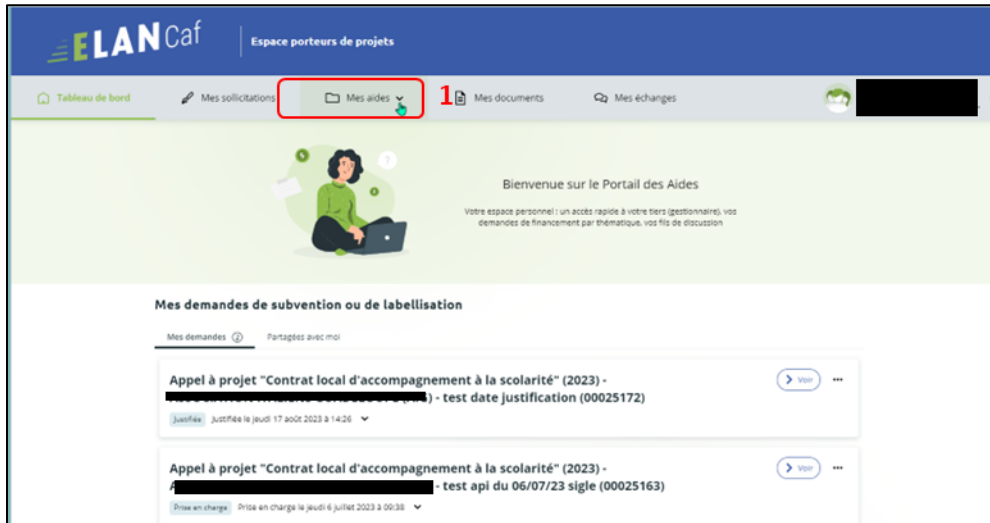 ELAN Caf
Espace porteurs de projets
Tableau de bord
Mes sollicitations
Mes aides
1
Mes documents
Mes échanges
?
Bienvenue sur le Portail des Aides
Votre espace personnel : un accès rapide à votre tiers (gestionnaire), vos
demandes de financement par thématique, vos fils de discussion
Mes demandes de subvention ou de labellisation
Mes demandes 2
Partagées avec moi
Appel à projet "Contrat local d'accompagnement à la scolarité" (2023) -
) - test date justification (00025172)
Voir
Justifiée Justifiée le jeudi 17 août 2023 à 14:26
Appel à projet "Contrat local d'accompagnement à la scolarité" (2023) -
- test api du 06/07/23 sigle (00025163)
Voir
Prise en charge Prise en charge le jeudi 6 juillet 2023 à 09:38